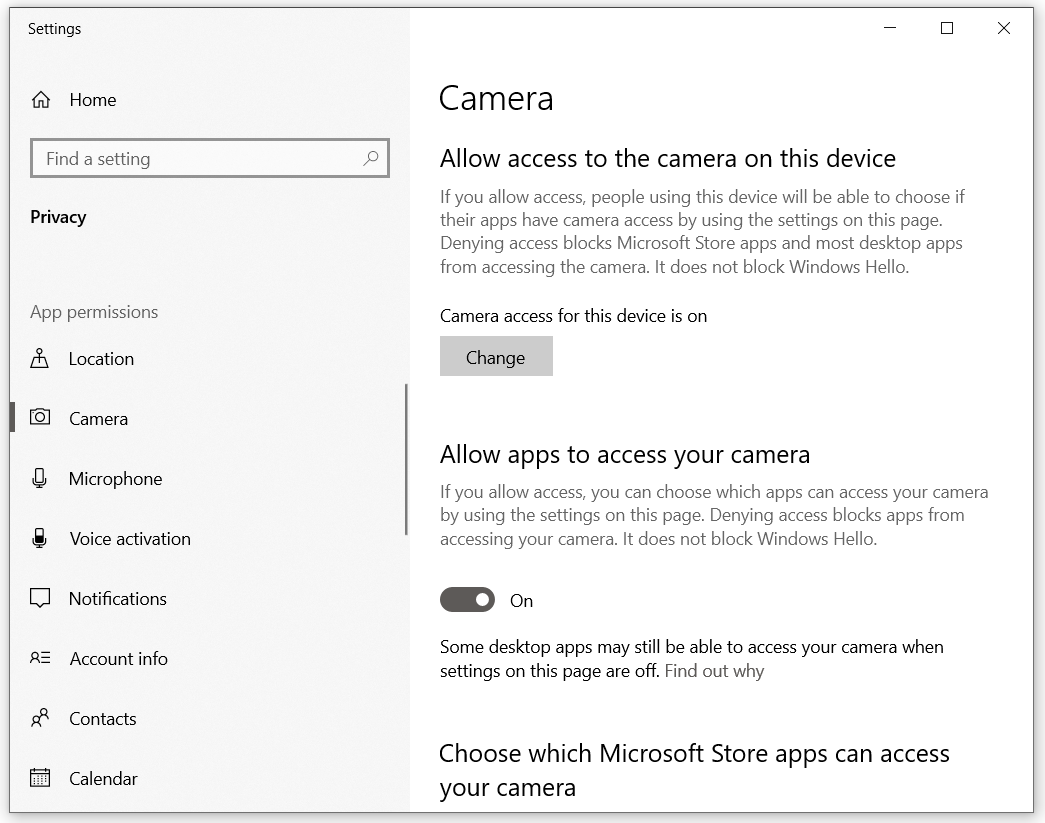 Settings
Home
Find a setting
Privacy
App permissions
Location
Camera
Microphone
Voice activation
Notifications
Account info
Contacts
Calendar
Camera
Allow access to the camera on this device
If you allow access, people using this device will be able to choose if
their apps have camera access by using the settings on this page.
Denying access blocks Microsoft Store apps and most desktop apps
from accessing the camera. It does not block Windows Hello.
Camera access for this device is on
Change
Allow apps to access your camera
If you allow access, you can choose which apps can access your camera
by using the settings on this page. Denying access blocks apps from
accessing your camera. It does not block Windows Hello.
On
Some desktop apps may still be able to access your camera when
settings on this page are off. Find out why
Choose which Microsoft Store apps can access
your camera